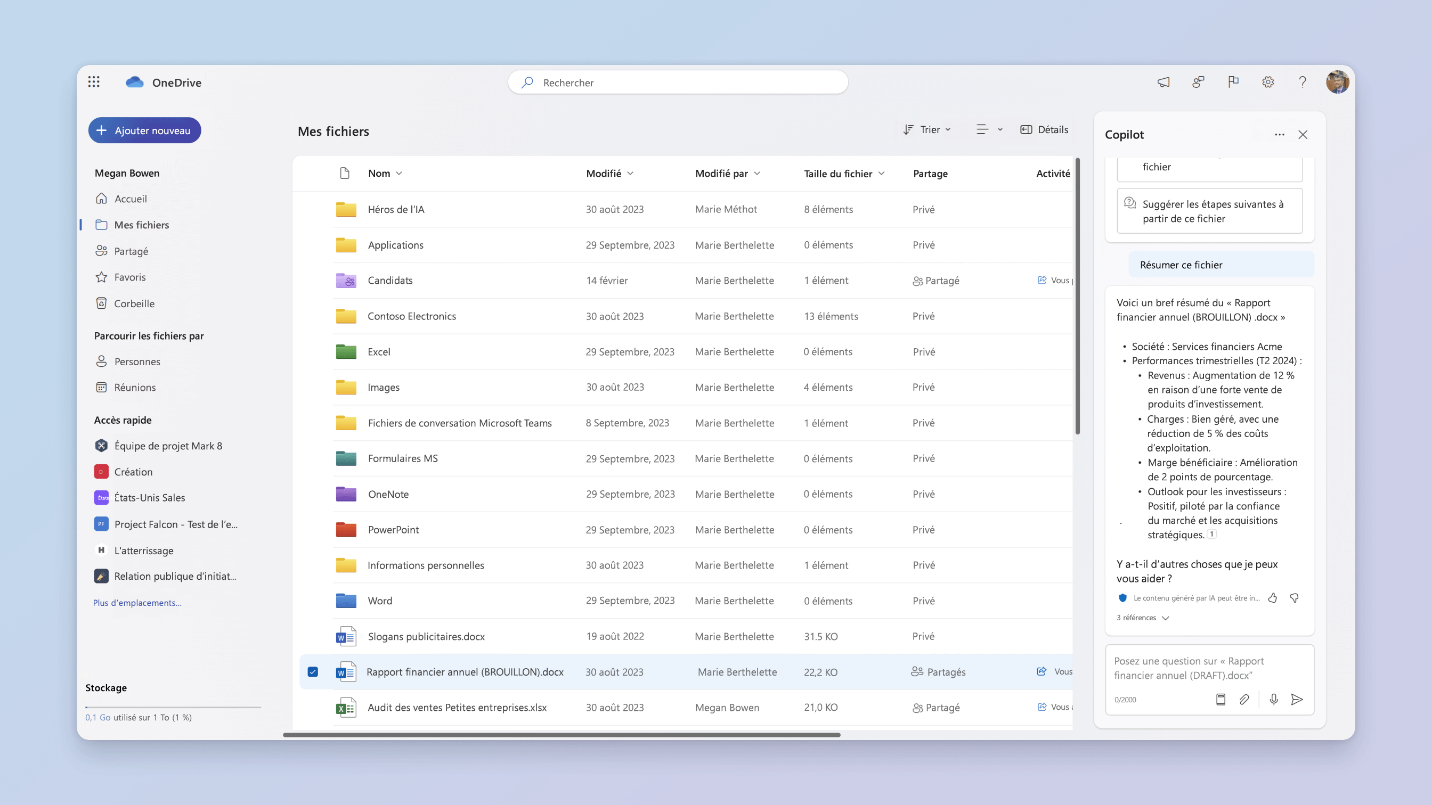 OneDrive
Rechercher
Ajouter nouveau
Megan Bowen
Accueil
Mes fichiers
Partagé
Favoris
Corbeille
Parcourir les fichiers par
Personnes
Réunions
Accès rapide
Équipe de projet Mark 8
Création
États-Unis Sales
Project Falcon - Test de l'e...
PF
H
L'atterrissage
Relation publique d'initiat...
Plus d'emplacements...
Stockage
0,1 Go utilisé sur 1 To (1 %)
Mes fichiers
Trier
Détails
Nom Modifié Modifié par Taille du fichier Partage Activité
Héros de l'IA 30 août 2023 Marie Méthot 8 éléments Privé
Applications 29 Septembre, 2023 Marie Berthelette 0 éléments Privé
Candidats 14 février Marie Berthelette 1 élément Partagé Vous
Contoso Electronics 30 août 2023 Marie Berthelette 13 éléments Privé
Excel 29 Septembre, 2023 Marie Berthelette 0 éléments Privé
Images 30 août 2023 Marie Berthelette 4 éléments Privé
Fichiers de conversation Microsoft Teams 8 Septembre, 2023 Marie Berthelette 1 élément Privé
Formulaires MS 29 Septembre, 2023 Marie Berthelette 0 éléments Privé
OneNote 29 Septembre, 2023 Marie Berthelette 0 éléments Privé
PowerPoint 29 Septembre, 2023 Marie Berthelette 0 éléments Privé
Informations personnelles 30 août 2023 Marie Berthelette 1 élément Privé
Word 29 Septembre, 2023 Marie Berthelette 0 éléments Privé
Slogans publicitaires.docx 19 août 2022 Marie Berthelette 31.5 KO Privé
Rapport financier annuel (BROUILLON).docx 30 août 2023 Marie Berthelette 22,2 KO Partagés Vous
Audit des ventes Petites entreprises.xlsx 30 août 2023 Megan Bowen 21,0 KO Partagé Vous
Copilot
fichier
Suggérer les étapes suivantes à
partir de ce fichier
Résumer ce fichier
Voici un bref résumé du « Rapport
financier annuel (BROUILLON) .docx »
• Société : Services financiers Acme
• Performances trimestrielles (T2 2024) :
• Revenus : Augmentation de 12 %
en raison d'une forte vente de
produits d'investissement.
• Charges : Bien géré, avec une
réduction de 5 % des coûts
d'exploitation.
• Marge bénéficiaire : Amélioration
de 2 points de pourcentage.
• Outlook pour les investisseurs :
Positif, piloté par la confiance
du marché et les acquisitions
stratégiques. 1
Y a-t-il d'autres choses que je peux
vous aider ?
Le contenu généré par IA peut être in...
3 références
Posez une question sur « Rapport
financier annuel (DRAFT).docx"
0/2000